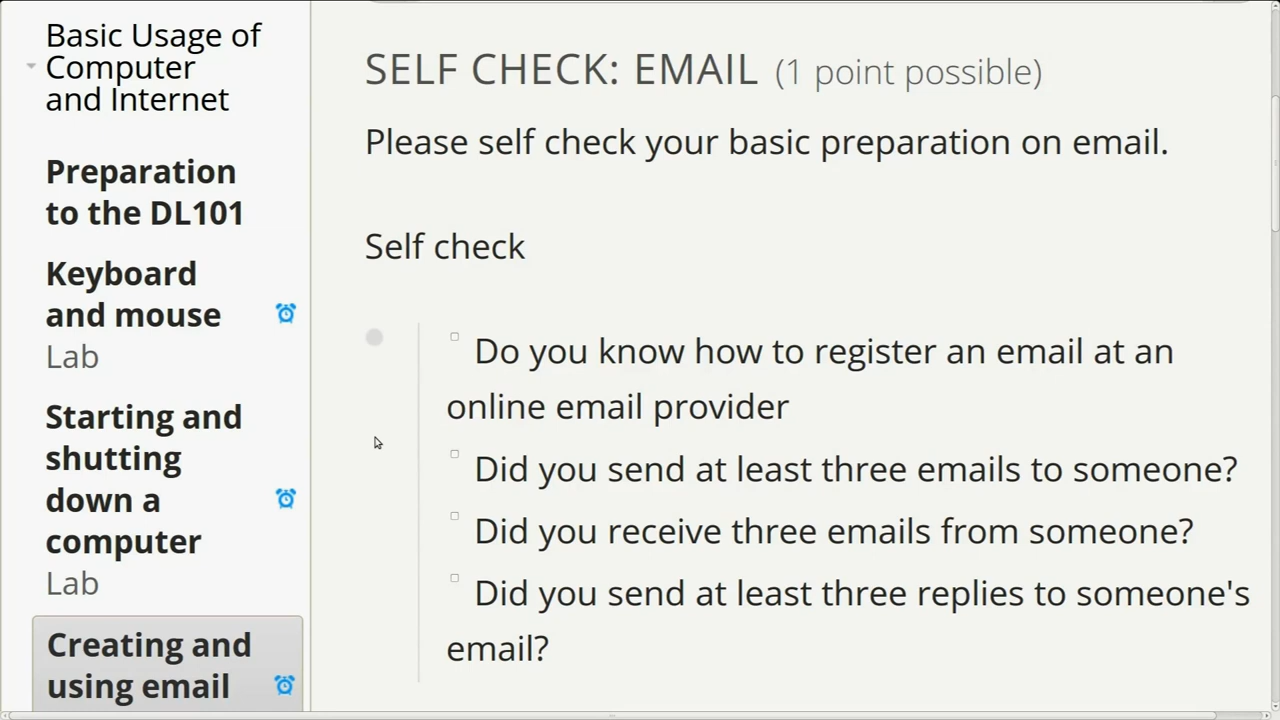 Basic Usage of
Computer
and Internet
Preparation
to the DL101
Keyboard
and mouse
Lab
Starting and
shutting
down a
computer
Lab
Creating and
using email
SELF CHECK: EMAIL (1 point possible)
Please self check your basic preparation on email.
Self check
Do you know how to register an email at an
online email provider
Did you send at least three emails to someone?
Did you receive three emails from someone?
Did you send at least three replies to someone's
email?